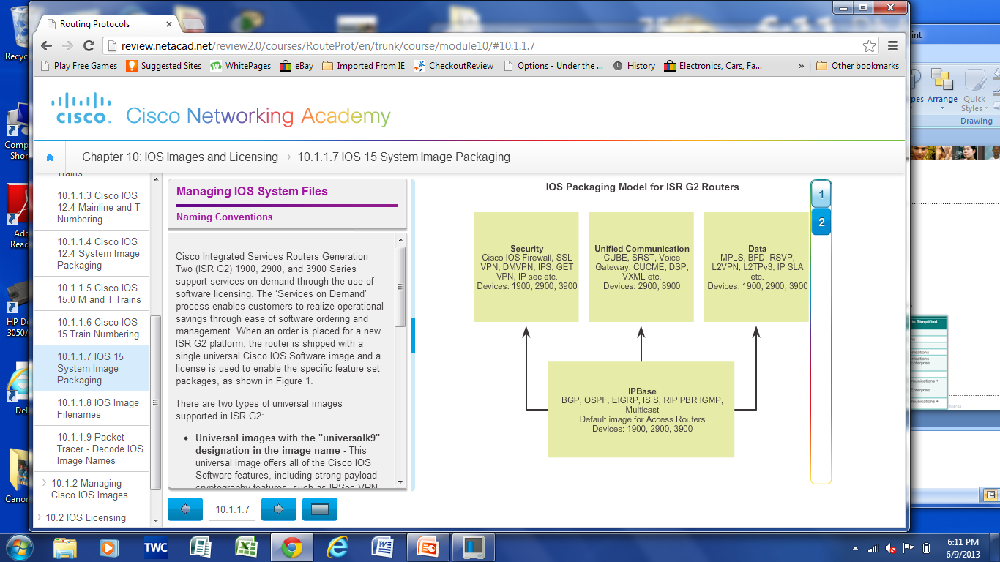 Routing Protocols
review.netacad.net/review2.0/courses/RouteProt/en/trunk/course/module10/#10.1.1.7
Play Free Games
Suggested Sites
WhitePages
eBay
Imported From IE
CheckoutReview
Options - Under the ...
History
Electronics, Cars, Fa...
»
Other bookmarks
CISCO
Cisco Networking Academy
Chapter 10: IOS Images and Licensing
10.1.1.7 IOS 15 System Image Packaging
Trains
10.1.1.3 Cisco IOS
12.4 Mainline and T
Numbering
10.1.1.4 Cisco IOS
12.4 System Image
Packaging
10.1.1.5 Cisco IOS
15.0 M and T Trains
10.1.1.6 Cisco IOS
15 Train Numbering
10.1.1.7 IOS 15
System Image
Packaging
10.1.1.8 IOS Image
Filenames
10.1.1.9 Packet
Tracer - Decode IOS
Image Names
10.1.2 Managing
Cisco IOS Images
10.2 IOS Licensing
Managing IOS System Files
Naming Conventions
Cisco Integrated Services Routers Generation
Two (ISR G2) 1900, 2900, and 3900 Series
support services on demand through the use of
software licensing. The ‘Services on Demand’
process enables customers to realize operational
savings through ease of software ordering and
management. When an order is placed for a new
ISR G2 platform, the router is shipped with a
single universal Cisco IOS Software image and a
license is used to enable the specific feature set
packages, as shown in Figure 1.
There are two types of universal images
supported in ISR G2:
• Universal images with the "universalk9"
designation in the image name - This
universal image offers all of the Cisco IOS
Software features, including strong payload
cryptography features, such as IPSec VPN
10.1.1.7
IOS Packaging Model for ISR G2 Routers
1
2
Security
Cisco IOS Firewall, SSL
VPN, DMVPN, IPS, GET
VPN, IP sec etc.
Devices: 1900, 2900, 3900
Unified Communication
CUBE, SRST, Voice
Gateway, CUCME, DSP,
VXML etc.
Devices: 2900, 3900
Data
MPLS, BFD, RSVP,
L2VPN, L2TPv3, IP SLA
etc.
Devices: 1900, 2900, 3900
IPBase
BGP, OSPF, EIGRP, ISIS, RIP PBR IGMP,
Multicast
Default image for Access Routers
Devices: 1900, 2900, 3900
Recyc
Comp
Shor
Ado
Reac
HP De
3050A
Del
Canon
int
pes
Arrange
Quick
Styles
Drawing
to Simplified
nications
Enterprise
munications +
Enterprise
munications +
TWC
6:11 PM
6/9/2013